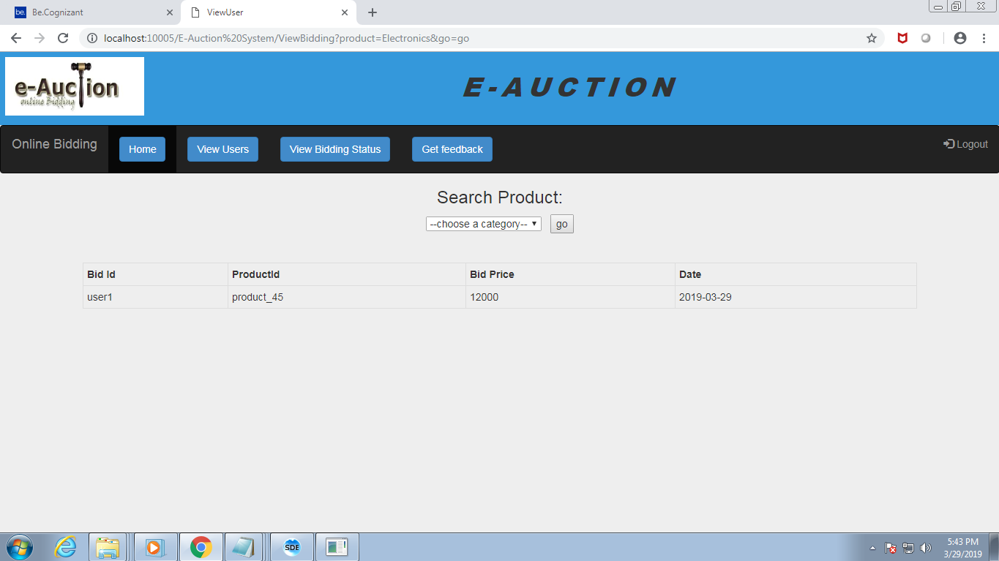 be. Be.Cognizant
ViewUser
localhost:10005/E-Auction%20System/ViewBidding?product=Electronics&go=go
e-Auction
online Bidding
E-AUCTION
Online Bidding Home View Users View Bidding Status Get feedback Logout
Search Product:
--choose a category-- go
Bid Id ProductId Bid Price Date
user1 product_45 12000 2019-03-29
SDE
5:43 PM
3/29/2019